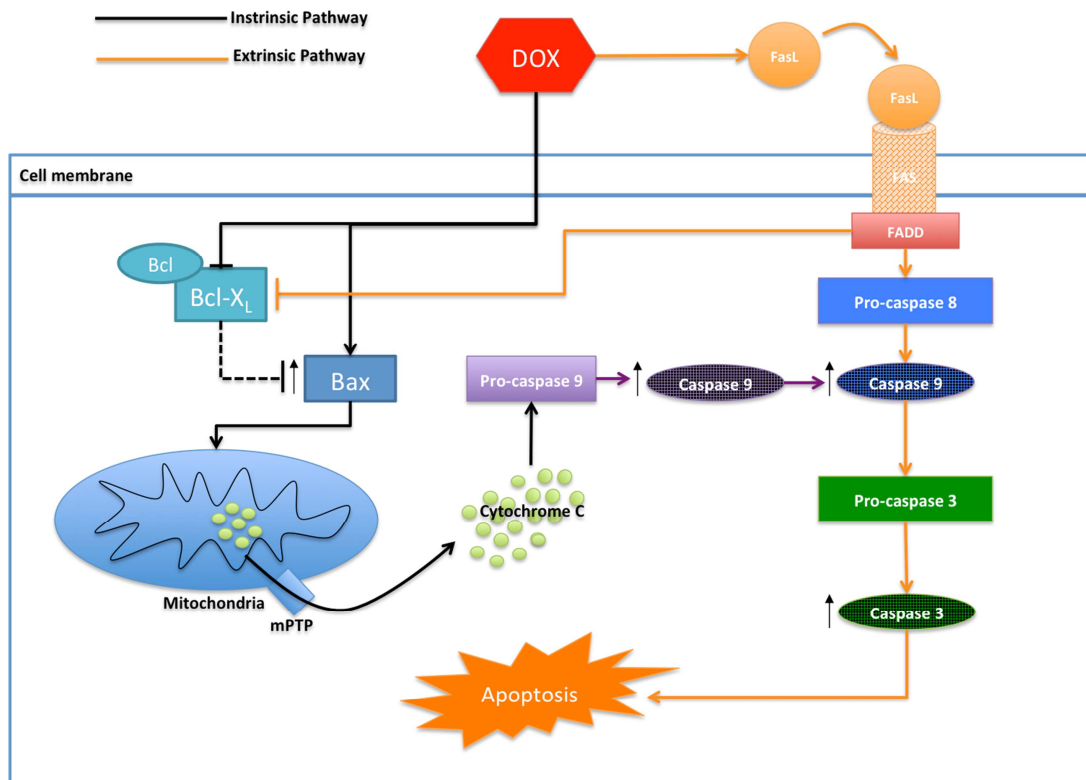 Instrinsic Pathway
Extrinsic Pathway
DOX
FasL
FasL
Cell membrane
FAS
FADD
Bcl
Bcl-XL
Pro-caspase 8
Bax
Pro-caspase 9
Caspase 9
Caspase 9
Cytochrome C
Pro-caspase 3
Mitochondria
mPTP
Caspase 3
Apoptosis